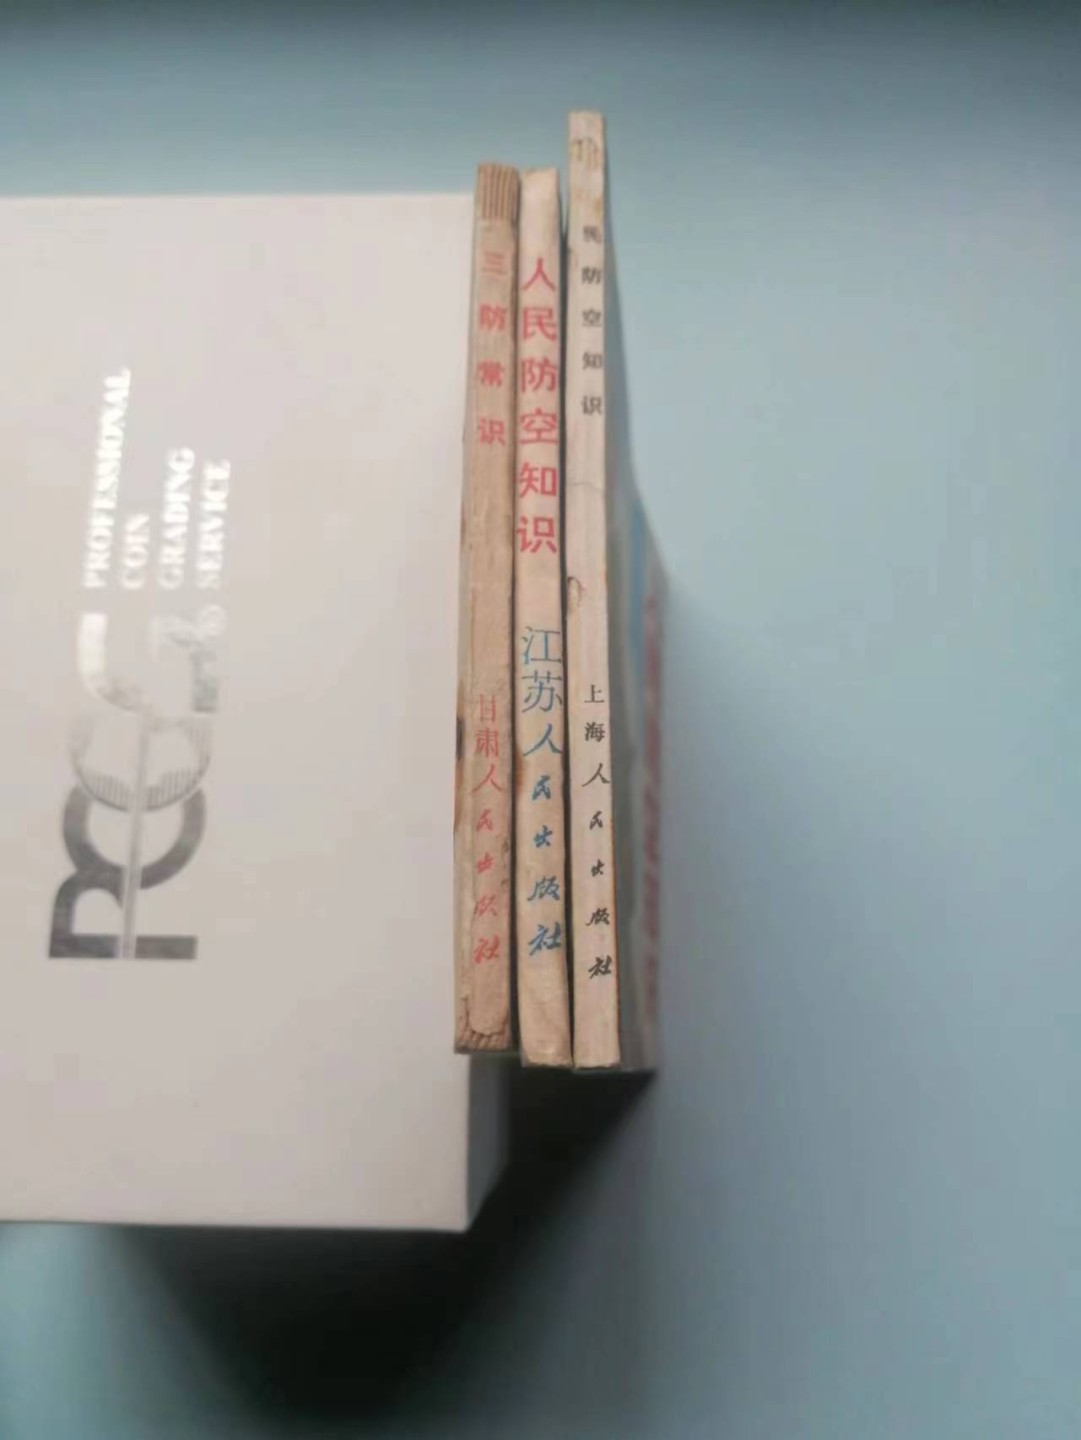 PROFESSIONAL
COIN
GRADING
SERVICE
PCGS ®
三防常识
甘肃人民出版社
人民防空知识
江苏人民出版社
民防空知识
上海人民出版社